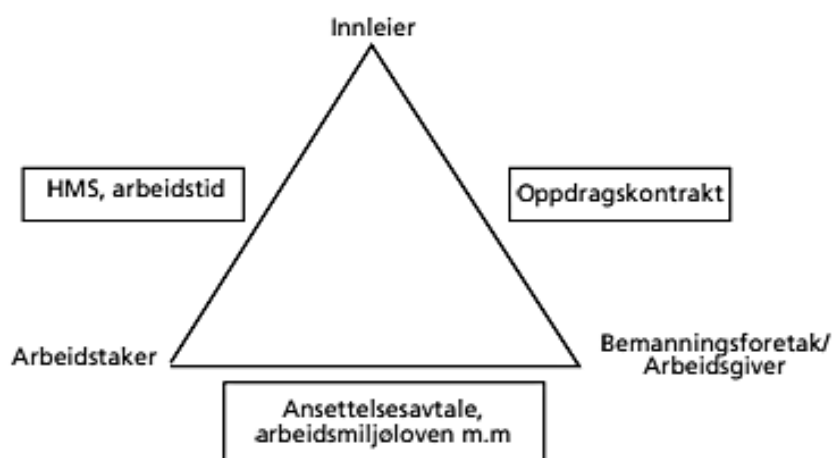 Innleier
HMS, arbeidstid
Oppdragskontrakt
Arbeidstaker
Bemanningsforetak/
Arbeidsgiver
Ansettelsesavtale,
arbeidsmiljøloven m.m